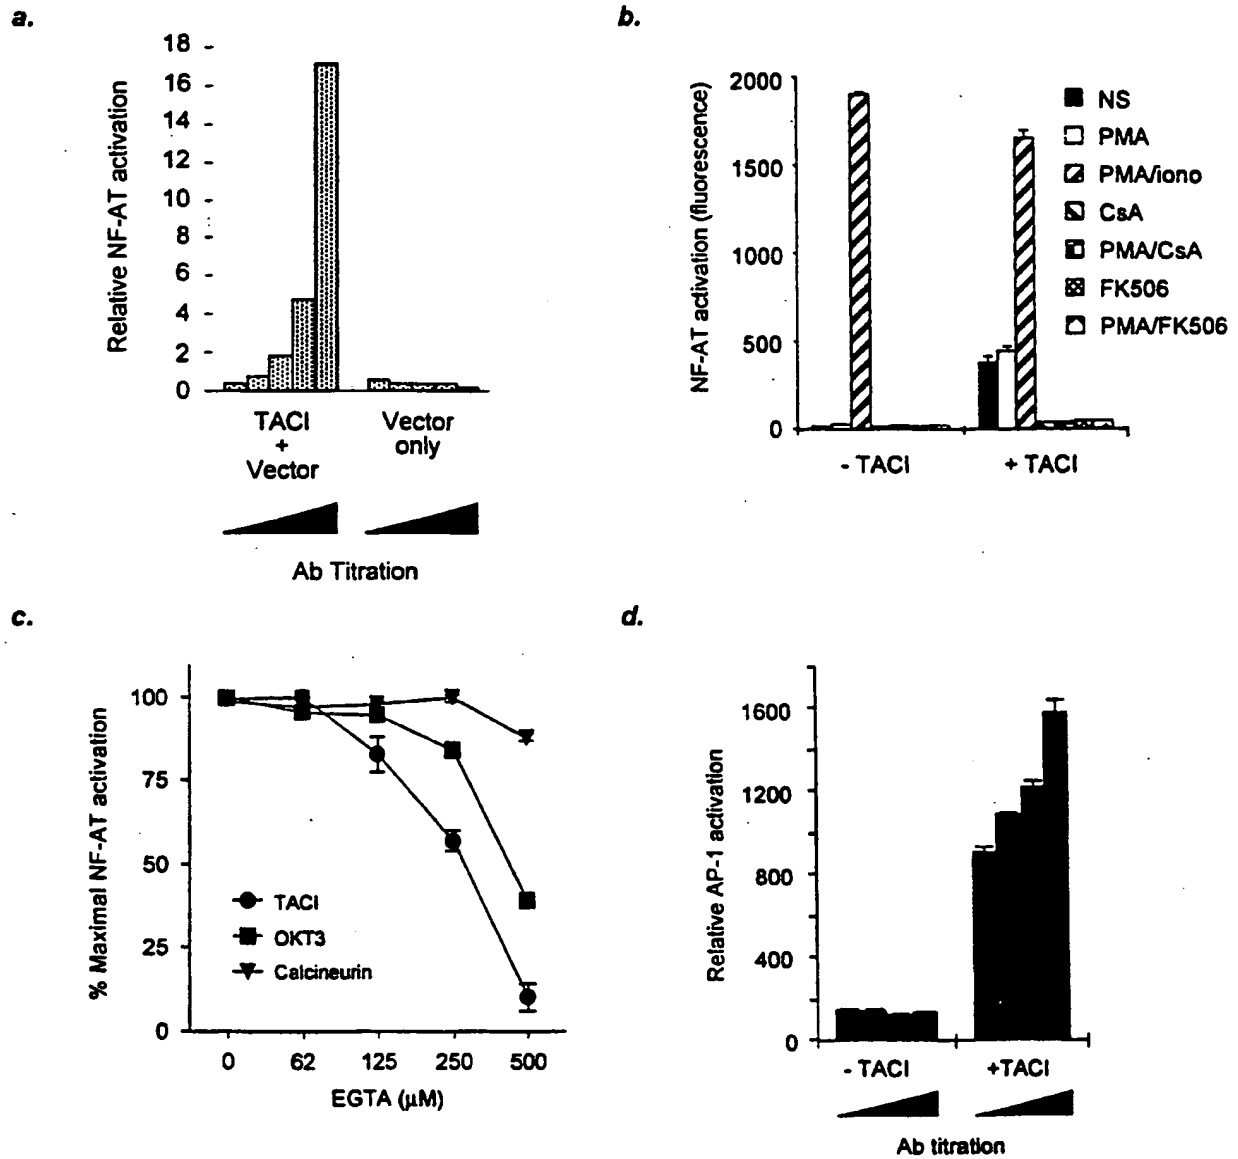 a.
Relative NF-AT activation
18
16
14
12
10
8
6
4
2
0
TACI
+
Vector
Vector
only
Ab Titration
b.
NF-AT activation (fluorescence)
2000
1500
1000
500
0
- TACI
+ TACI
NS
PMA
PMA/iono
CsA
PMA/CsA
FK506
PMA/FK506
c.
% Maximal NF-AT activation
100
75
50
25
0
TACI
OKT3
Calcineurin
0 62 125 250 500
EGTA (μM)
d.
Relative AP-1 activation
1600
1200
800
400
0
- TACI
+TACI
Ab titration